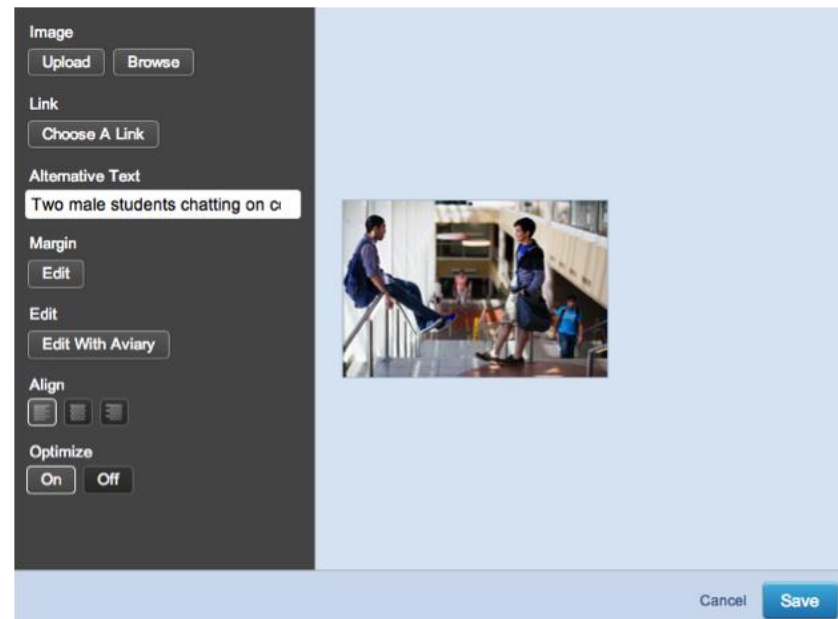 Image
Upload Browse
Link
Choose A Link
Alternative Text
Two male students chatting on
Margin
Edit
Edit
Edit With Aviary
Align
Optimize
On Off
Cancel Save